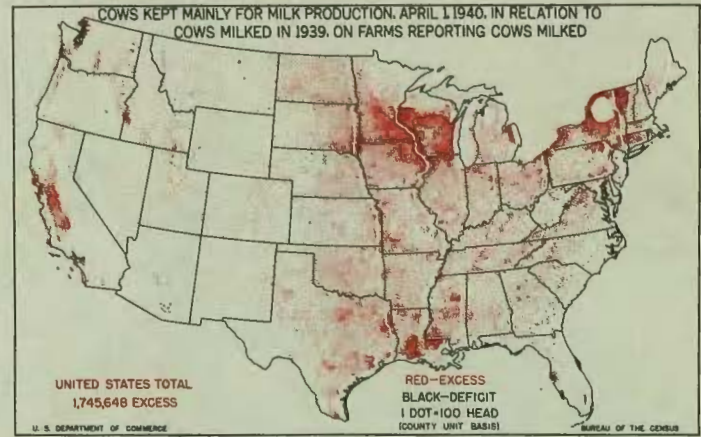 COWS KEPT MAINLY FOR MILK PRODUCTION, APRIL 1, 1940, IN RELATION TO
COWS MILKED IN 1939, ON FARMS REPORTING COWS MILKED
UNITED STATES TOTAL
1,745,648 EXCESS
RED—EXCESS
BLACK—DEFICIT
1 DOT=100 HEAD
(COUNTY UNIT BASIS)
U. S. DEPARTMENT OF COMMERCE
BUREAU OF THE CENSUS